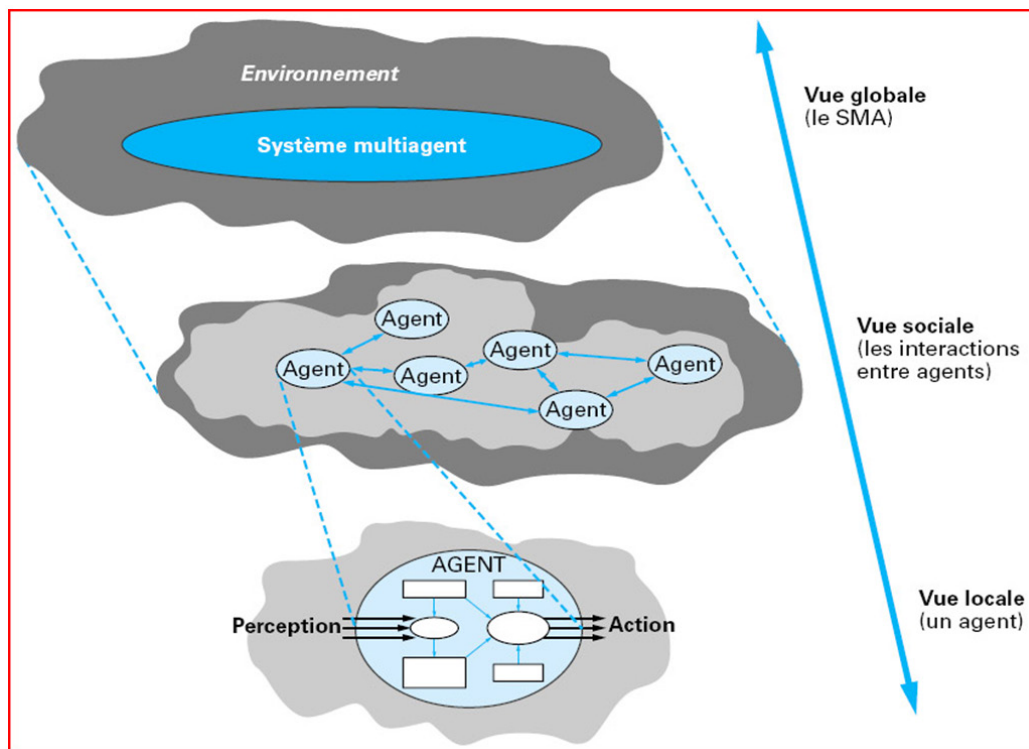 Environnement
Système multiagent
Vue globale
(le SMA)
Agent
Agent
Agent
Agent
Agent
Agent
Vue sociale
(les interactions
entre agents)
AGENT
Perception
Action
Vue locale
(un agent)